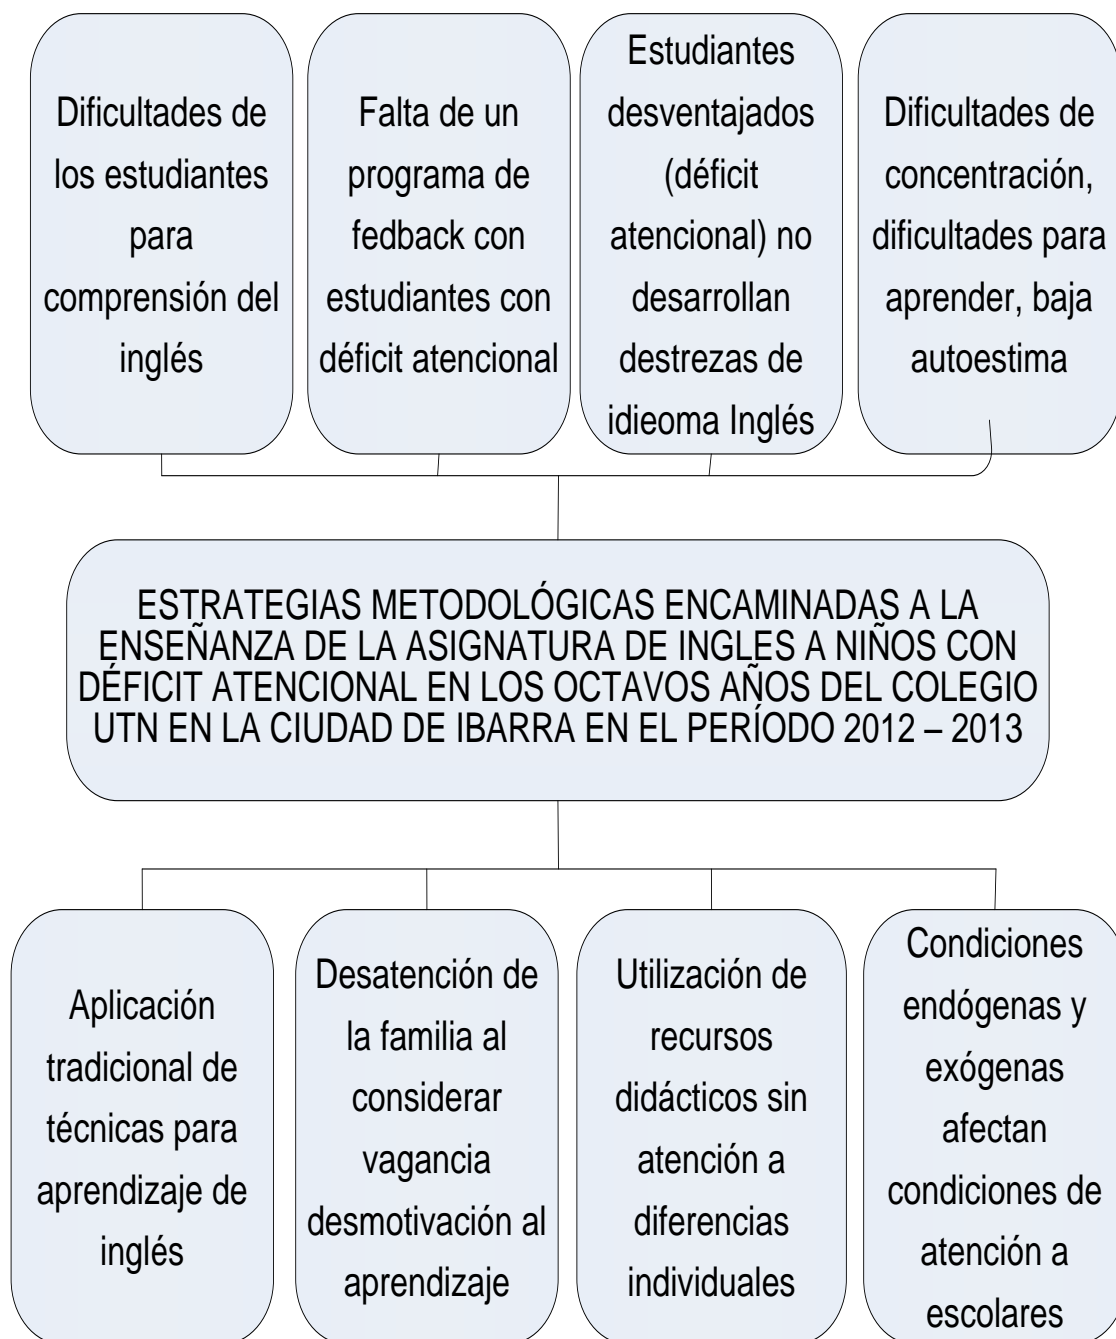 Dificultades de
los estudiantes
para
comprensión del
inglés
Falta de un
programa de
fedback con
estudiantes con
déficit atencional
Estudiantes
desventajados
(déficit
atencional) no
desarrollan
destrezas de
idieoma Inglés
Dificultades de
concentración,
dificultades para
aprender, baja
autoestima
ESTRATEGIAS METODOLÓGICAS ENCAMINADAS A LA
ENSEÑANZA DE LA ASIGNATURA DE INGLES A NIÑOS CON
DÉFICIT ATENCIONAL EN LOS OCTAVOS AÑOS DEL COLEGIO
UTN EN LA CIUDAD DE IBARRA EN EL PERÍODO 2012 – 2013
Aplicación
tradicional de
técnicas para
aprendizaje de
inglés
Desatención de
la familia al
considerar
vagancia
desmotivación al
aprendizaje
Utilización de
recursos
didácticos sin
atención a
diferencias
individuales
Condiciones
endógenas y
exógenas
afectan
condiciones de
atención a
escolares